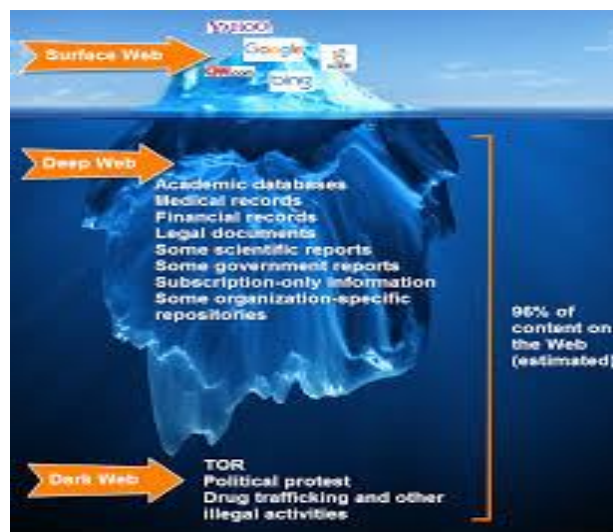 YAHOO!
Surface Web
Google
CNN.com
bing
Deep Web
Academic databases
Medical records
Financial records
Legal documents
Some scientific reports
Some government reports
Subscription-only information
Some organization-specific
repositories
96% of
content on
the Web
(estimated)
Dark Web
TOR
Political protest
Drug trafficking and other
illegal activities